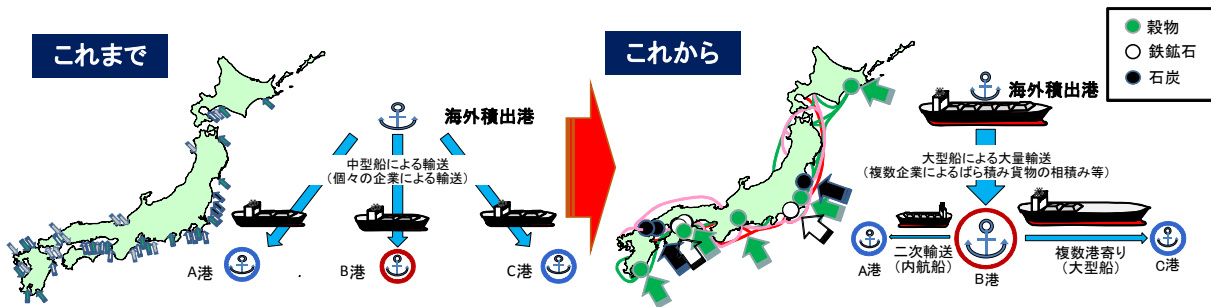 これまで
海外積出港
中型船による輸送
（個々の企業による輸送）
A港
B港
C港
これから
穀物
鉄鉱石
石炭
海外積出港
大型船による大量輸送
（複数企業によるばら積み貨物の相積み等）
A港
二次輸送
（内航船）
B港
複数港寄り
（大型船）
C港